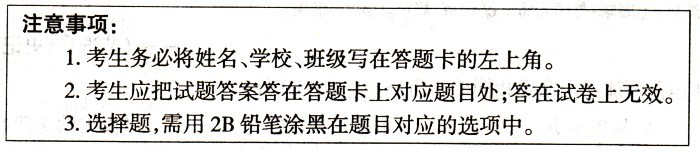 注意事项：
1. 考生务必将姓名、学校、班级写在答题卡的左上角。
2. 考生应把试题答案答在答题卡上对应题目处；答在试卷上无效。
3. 选择题，需用 2B 铅笔涂黑在题目对应的选项中。